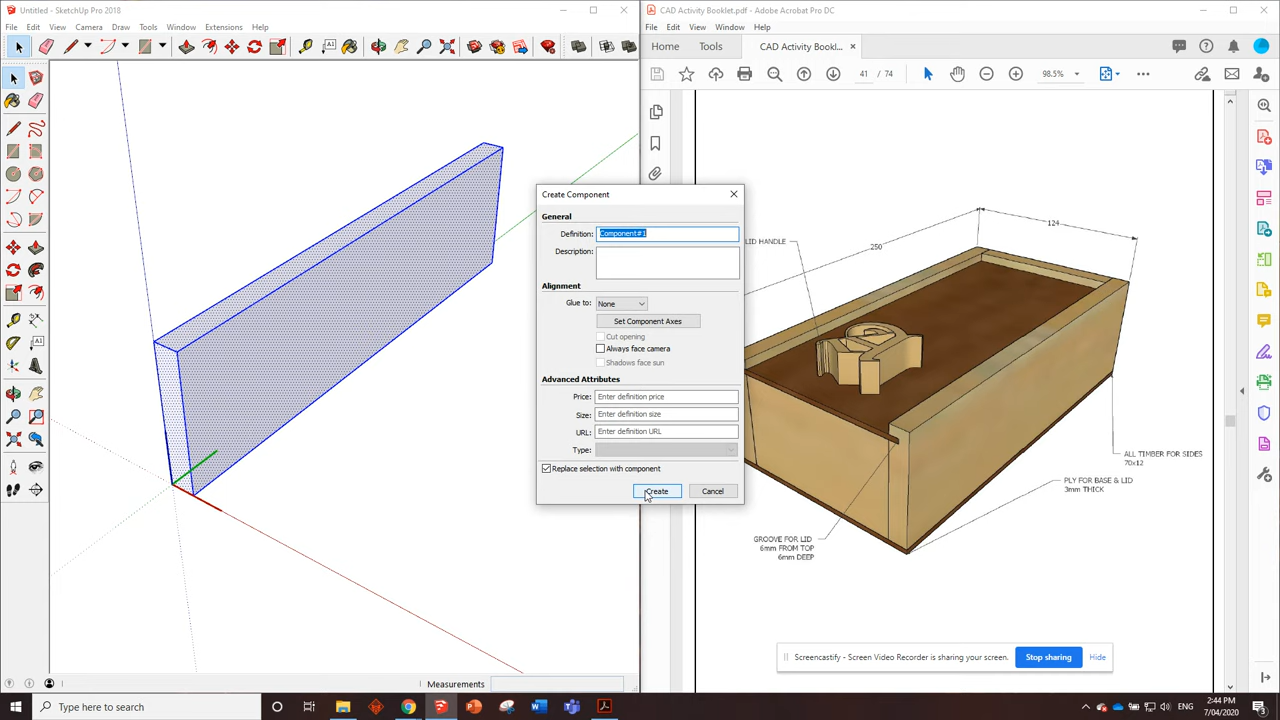 Untitled - SketchUp Pro 2018
File Edit View Camera Draw Tools Window Extensions Help
Create Component
General
Definition: Component#1
Description:
Alignment
Glue to: None
Set Component Axes
Cut opening
Always face camera
Shadows face sun
Advanced Attributes
Price: Enter definition price
Size: Enter definition size
URL: Enter definition URL
Type:
Replace selection with component
Create Cancel
Measurements
CAD Activity Booklet.pdf - Adobe Acrobat Pro DC
File Edit View Window Help
Home Tools CAD Activity Bookl...
41 / 74 98.5%
124
LID HANDLE
250
ALL TIMBER FOR SIDES
70x12
PLY FOR BASE & LID
3mm THICK
GROOVE FOR LID
6mm FROM TOP
6mm DEEP
Screencastify - Screen Video Recorder is sharing your screen. Stop sharing Hide
Type here to search
ENG
2:44 PM
7/04/2020